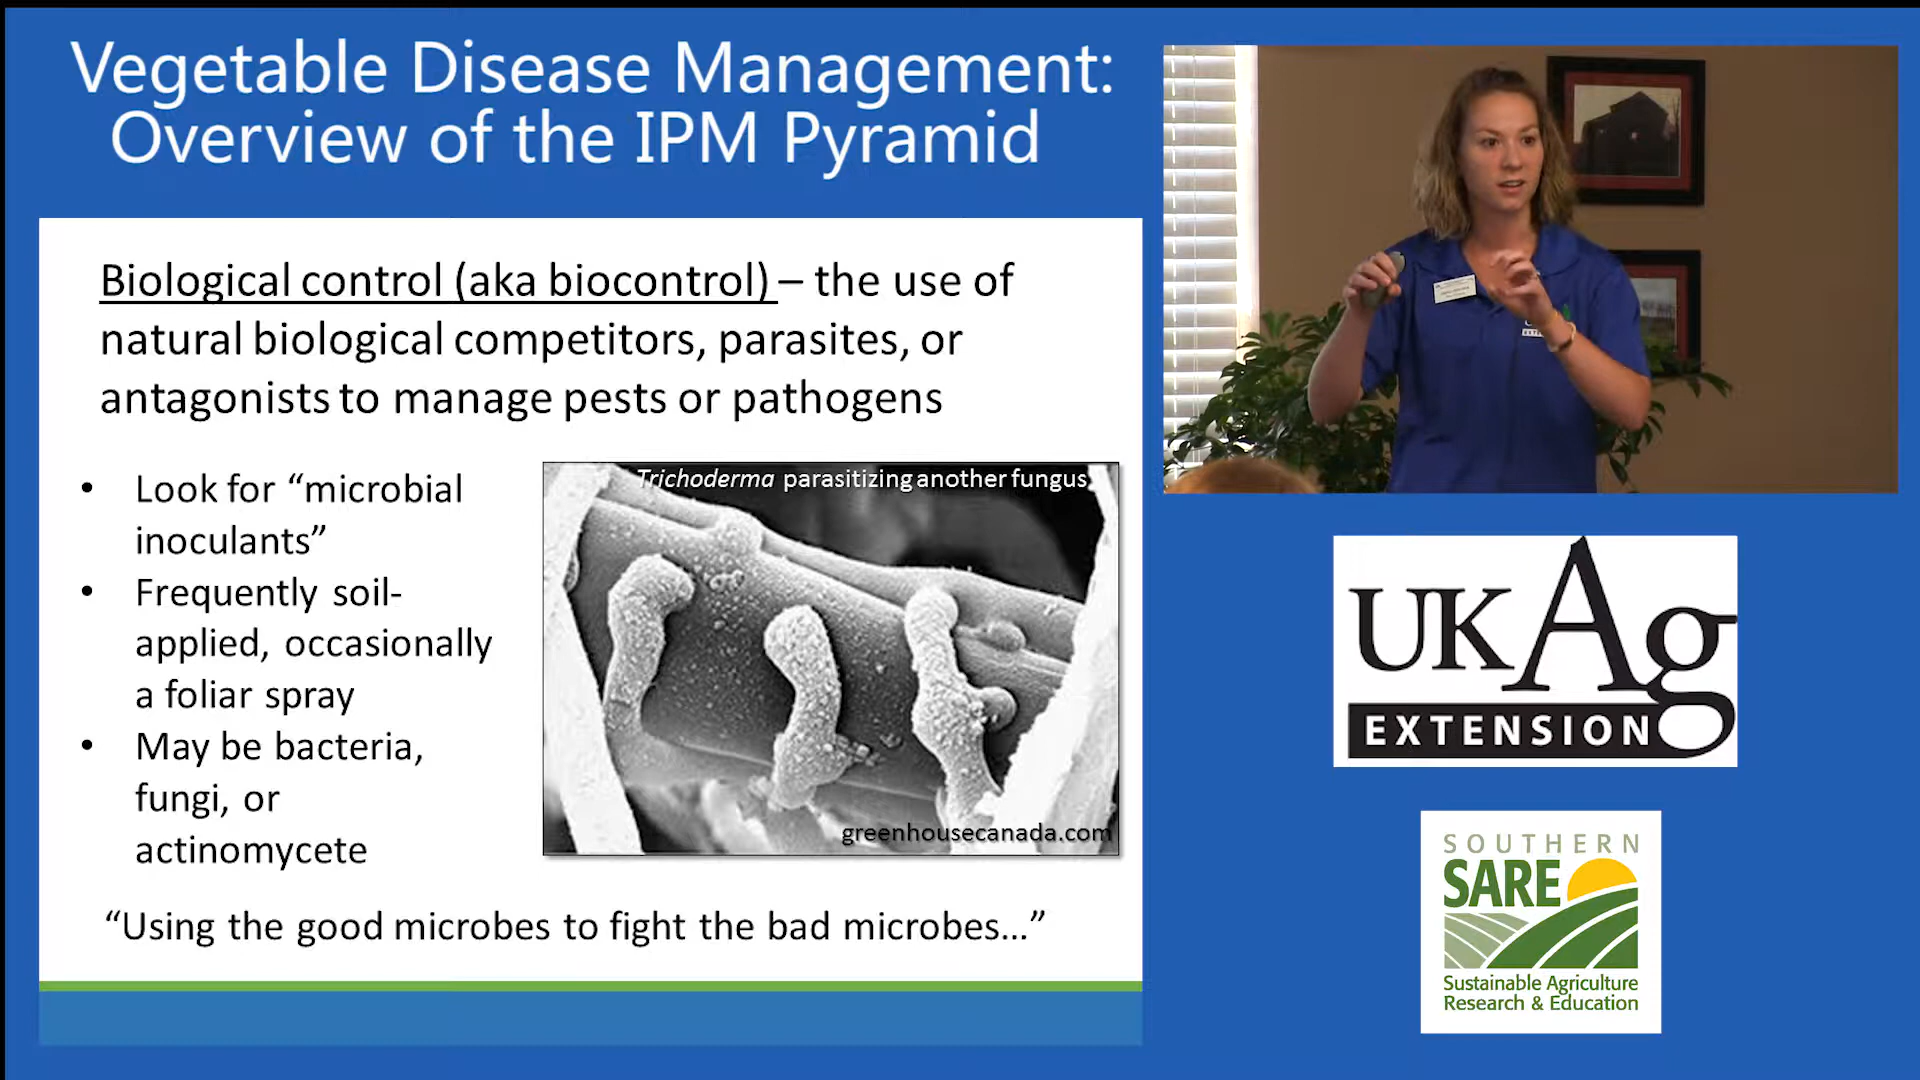 Vegetable Disease Management:
Overview of the IPM Pyramid
Biological control (aka biocontrol) – the use of
natural biological competitors, parasites, or
antagonists to manage pests or pathogens
• Look for “microbial
inoculants”
• Frequently soil-
applied, occasionally
a foliar spray
• May be bacteria,
fungi, or
actinomycete
Trichoderma parasitizing another fungus
greenhousecanada.com
“Using the good microbes to fight the bad microbes...”
UKAg
EXTENSION
SOUTHERN
SARE
Sustainable Agriculture
Research & Education